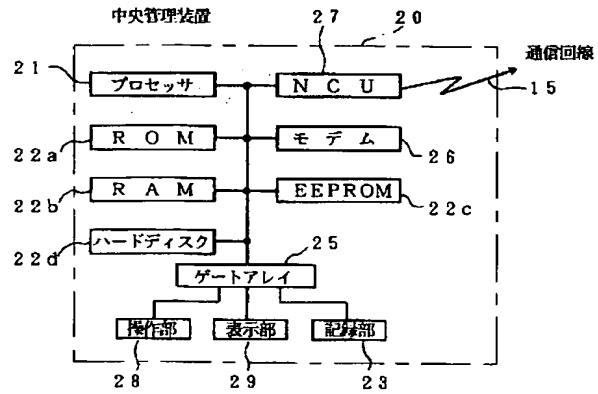 中央管理装置
27
20
通信回線
21
プロセッサ
NCU
15
ROM
モデム
22a
26
RAM
EEPROM
22b
22c
ハードディスク
25
22d
ゲートアレイ
操作部
表示部
記録部
28
29
23